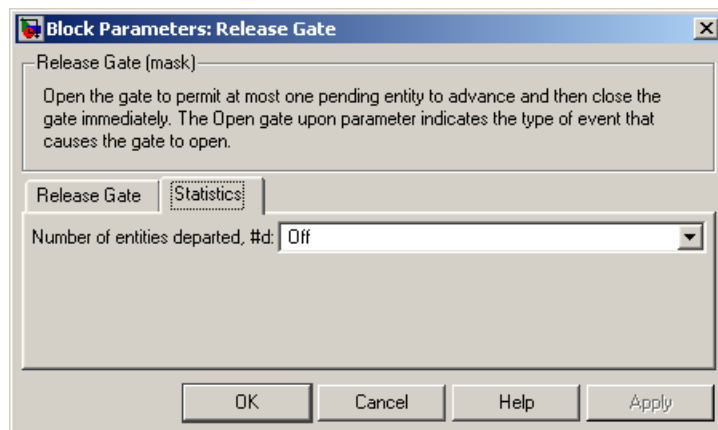 Block Parameters: Release Gate
Release Gate (mask)
Open the gate to permit at most one pending entity to advance and then close the
gate immediately. The Open gate upon parameter indicates the type of event that
causes the gate to open.
Release Gate Statistics
Number of entities departed, #d: Off
OK Cancel Help Apply